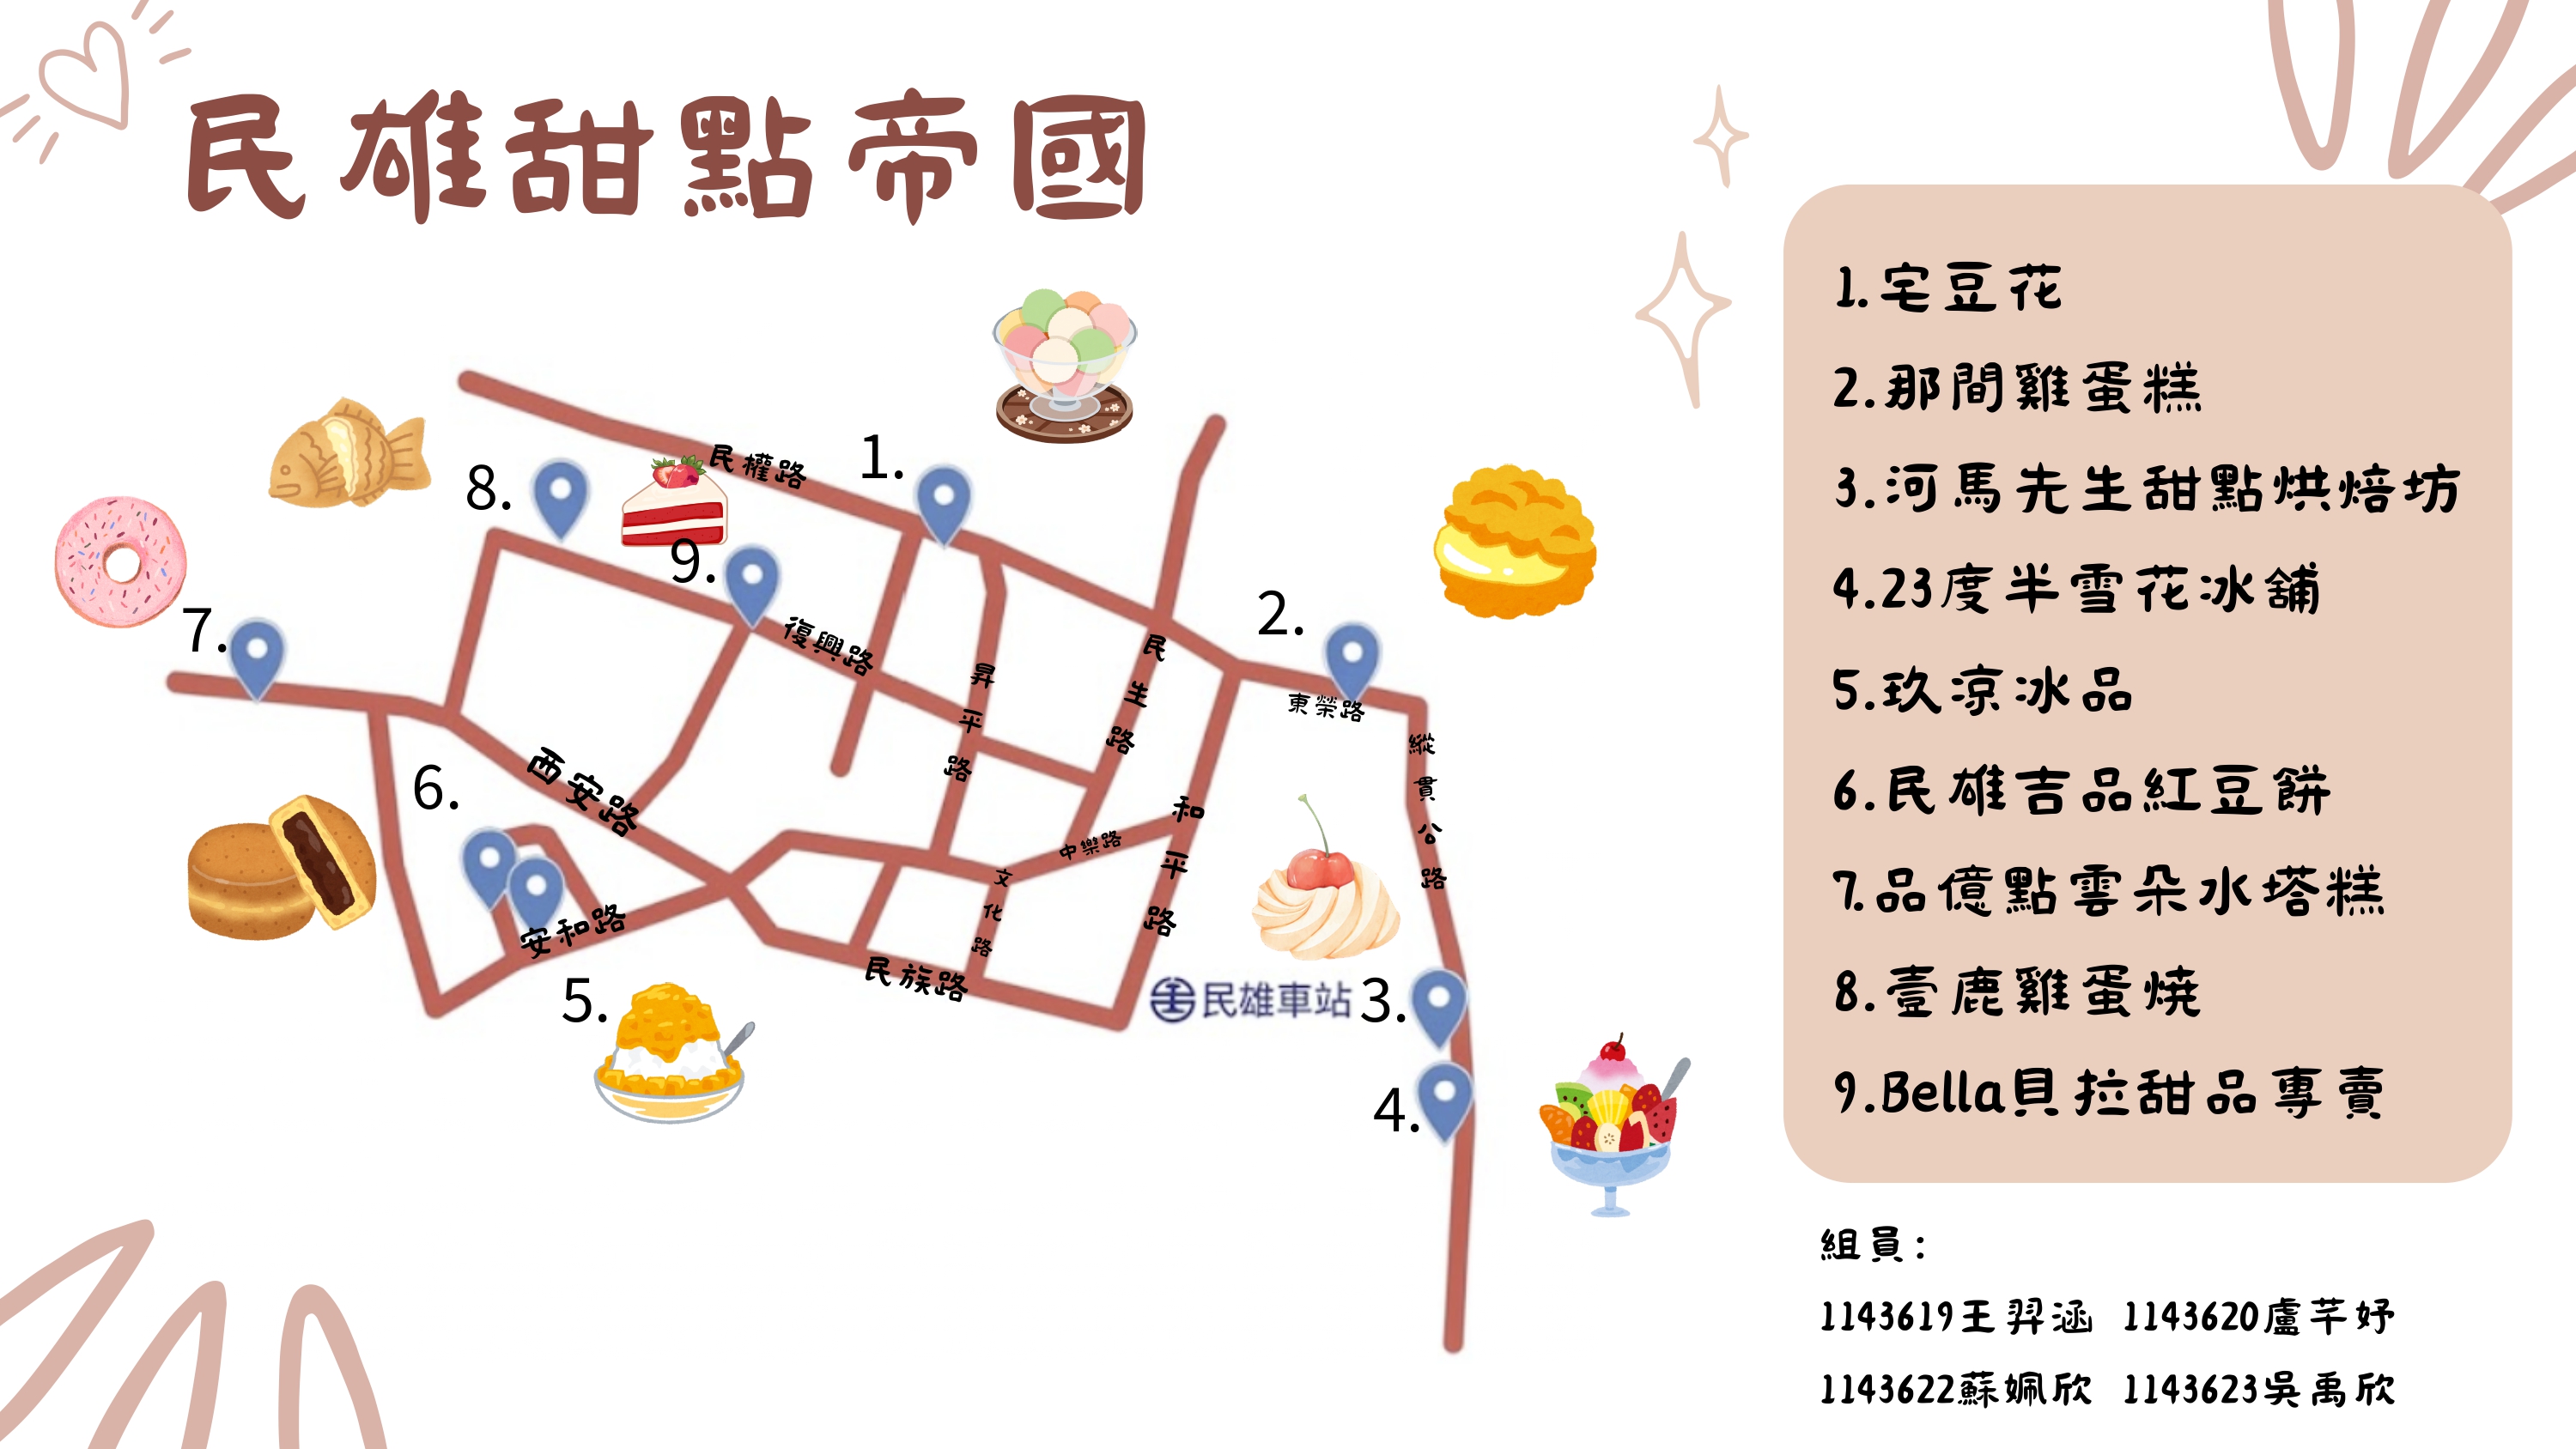 民雄甜點帝國
1.宅豆花
2.那間雞蛋糕
3.河馬先生甜點烘焙坊
4.23度半雪花冰舖
5.玖涼冰品
6.民雄吉品紅豆餅
7.品億點雲朵水塔糕
8.壹鹿雞蛋燒
9.Bella貝拉甜品專賣
組員：
1143619王羿涵 1143620盧芊妤
1143622蘇姵欣 1143623吳禹欣
民權路
1.
8.
9.
復興路
7.
2.
東榮路
昇平路
民生路
縱貫公路
西安路
6.
中樂路
和平路
文化路
安和路
民族路
5.
民雄車站
3.
4.